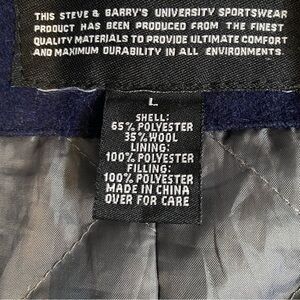 THIS STEVE & BARRY'S UNIVERSITY SPORTSWEAR
PRODUCT HAS BEEN PRODUCED FROM THE FINEST
QUALITY MATERIALS TO PROVIDE ULTIMATE COMFORT
AND MAXIMUM DURABILITY IN ALL ENVIRONMENTS.
L
SHELL:
65% POLYESTER
35% WOOL
LINING:
100% POLYESTER
FILLING:
100% POLYESTER
MADE IN CHINA
OVER FOR CARE